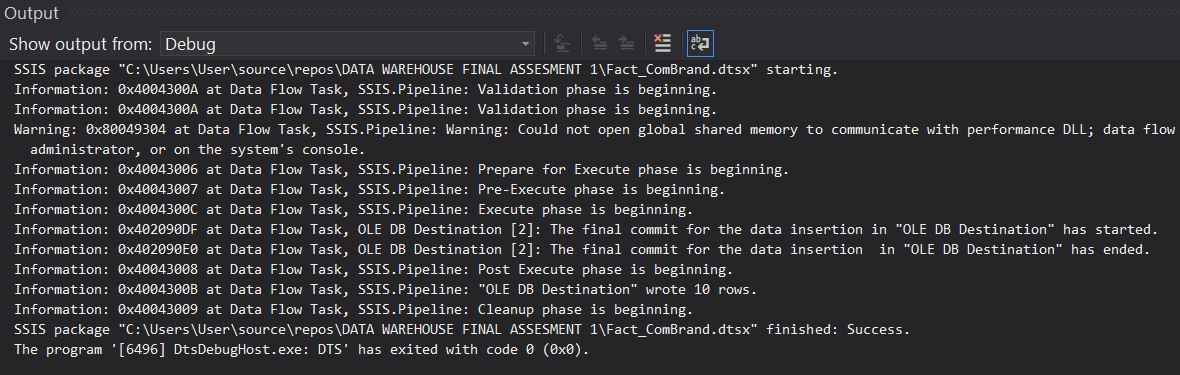 Output
Show output from: Debug
SSIS package "C:\Users\User\source\repos\DATA WAREHOUSE FINAL ASSESMENT 1\Fact_ComBrand.dtsx" starting.
Information: 0x4004300A at Data Flow Task, SSIS.Pipeline: Validation phase is beginning.
Information: 0x4004300A at Data Flow Task, SSIS.Pipeline: Validation phase is beginning.
Warning: 0x80049304 at Data Flow Task, SSIS.Pipeline: Warning: Could not open global shared memory to communicate with performance DLL; data flow
administrator, or on the system's console.
Information: 0x40043006 at Data Flow Task, SSIS.Pipeline: Prepare for Execute phase is beginning.
Information: 0x40043007 at Data Flow Task, SSIS.Pipeline: Pre-Execute phase is beginning.
Information: 0x4004300C at Data Flow Task, SSIS.Pipeline: Execute phase is beginning.
Information: 0x402090DF at Data Flow Task, OLE DB Destination [2]: The final commit for the data insertion in "OLE DB Destination" has started.
Information: 0x402090E0 at Data Flow Task, OLE DB Destination [2]: The final commit for the data insertion  in "OLE DB Destination" has ended.
Information: 0x40043008 at Data Flow Task, SSIS.Pipeline: Post Execute phase is beginning.
Information: 0x4004300B at Data Flow Task, SSIS.Pipeline: "OLE DB Destination" wrote 10 rows.
Information: 0x40043009 at Data Flow Task, SSIS.Pipeline: Cleanup phase is beginning.
SSIS package "C:\Users\User\source\repos\DATA WAREHOUSE FINAL ASSESMENT 1\Fact_ComBrand.dtsx" finished: Success.
The program '[6496] DtsDebugHost.exe: DTS' has exited with code 0 (0x0).